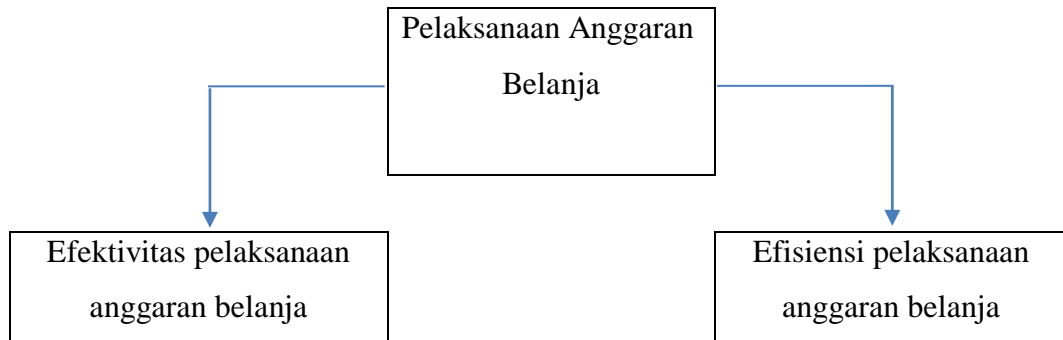 Pelaksanaan Anggaran
Belanja
Efektivitas pelaksanaan
anggaran belanja
Efisiensi pelaksanaan
anggaran belanja